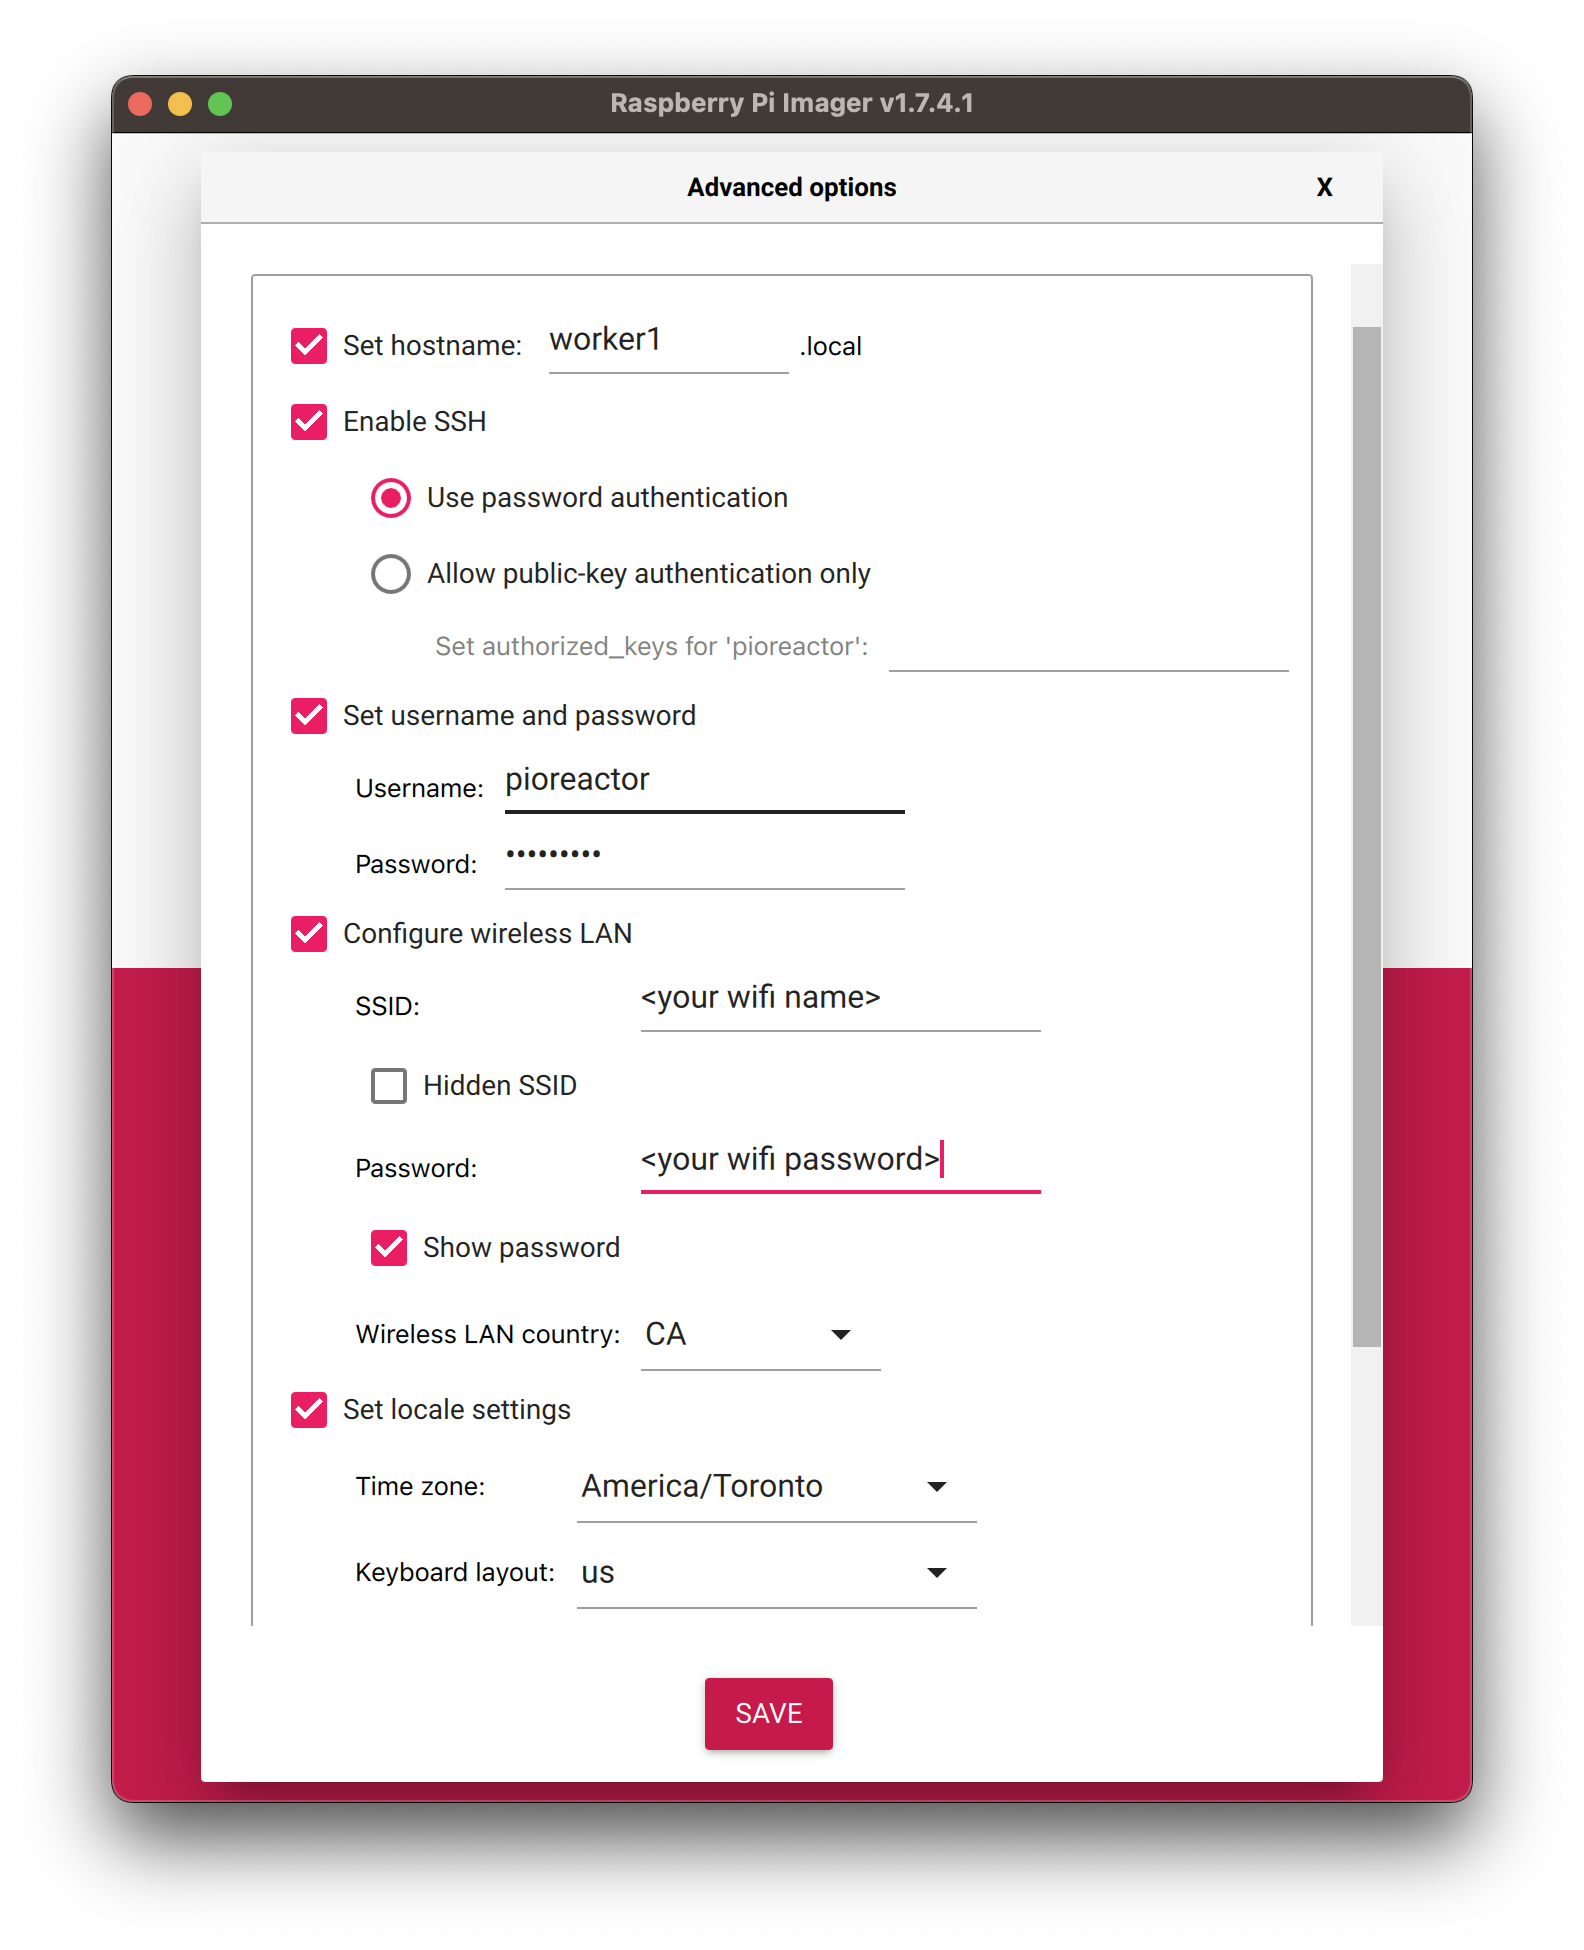 Raspberry Pi Imager v1.7.4.1
Advanced options X
Set hostname: worker1 .local
Enable SSH
Use password authentication
Allow public-key authentication only
Set authorized_keys for 'pioreactor':
Set username and password
Username: pioreactor
Password: •••••••••
Configure wireless LAN
SSID: <your wifi name>
Hidden SSID
Password: <your wifi password>
Show password
Wireless LAN country: CA
Set locale settings
Time zone: America/Toronto
Keyboard layout: us
SAVE